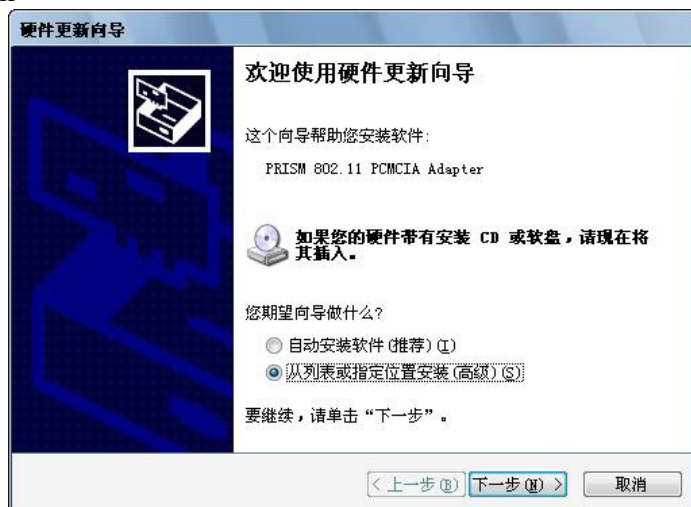 硬件更新向导
欢迎使用硬件更新向导
这个向导帮助您安装软件:
PRISM 802.11 PCMCIA Adapter
如果您的硬件带有安装 CD 或软盘，请现在将
其插入。
您期望向导做什么?
自动安装软件(推荐)(I)
从列表或指定位置安装(高级)(S)
要继续，请单击“下一步”。
< 上一步(B) 下一步(N) > 取消